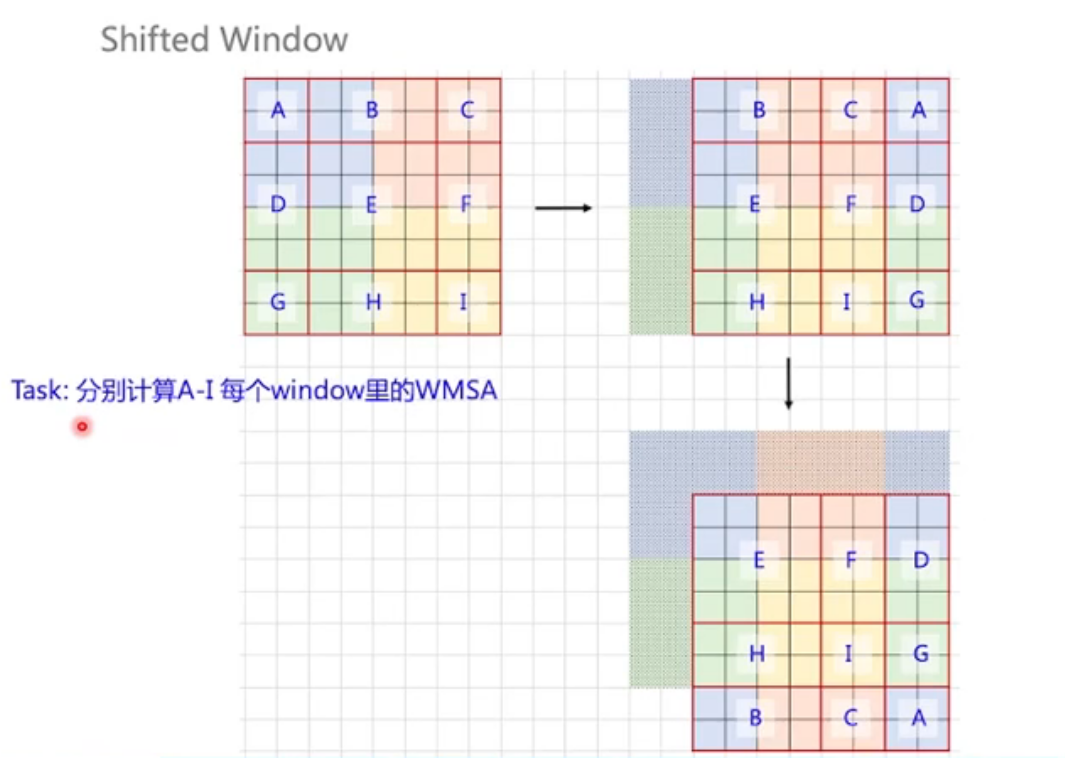 Shifted Window
A B C
D E F
G H I
B C A
E F D
H I G
Task: 分别计算A-I 每个window里的WMSA
E F D
H I G
B C A